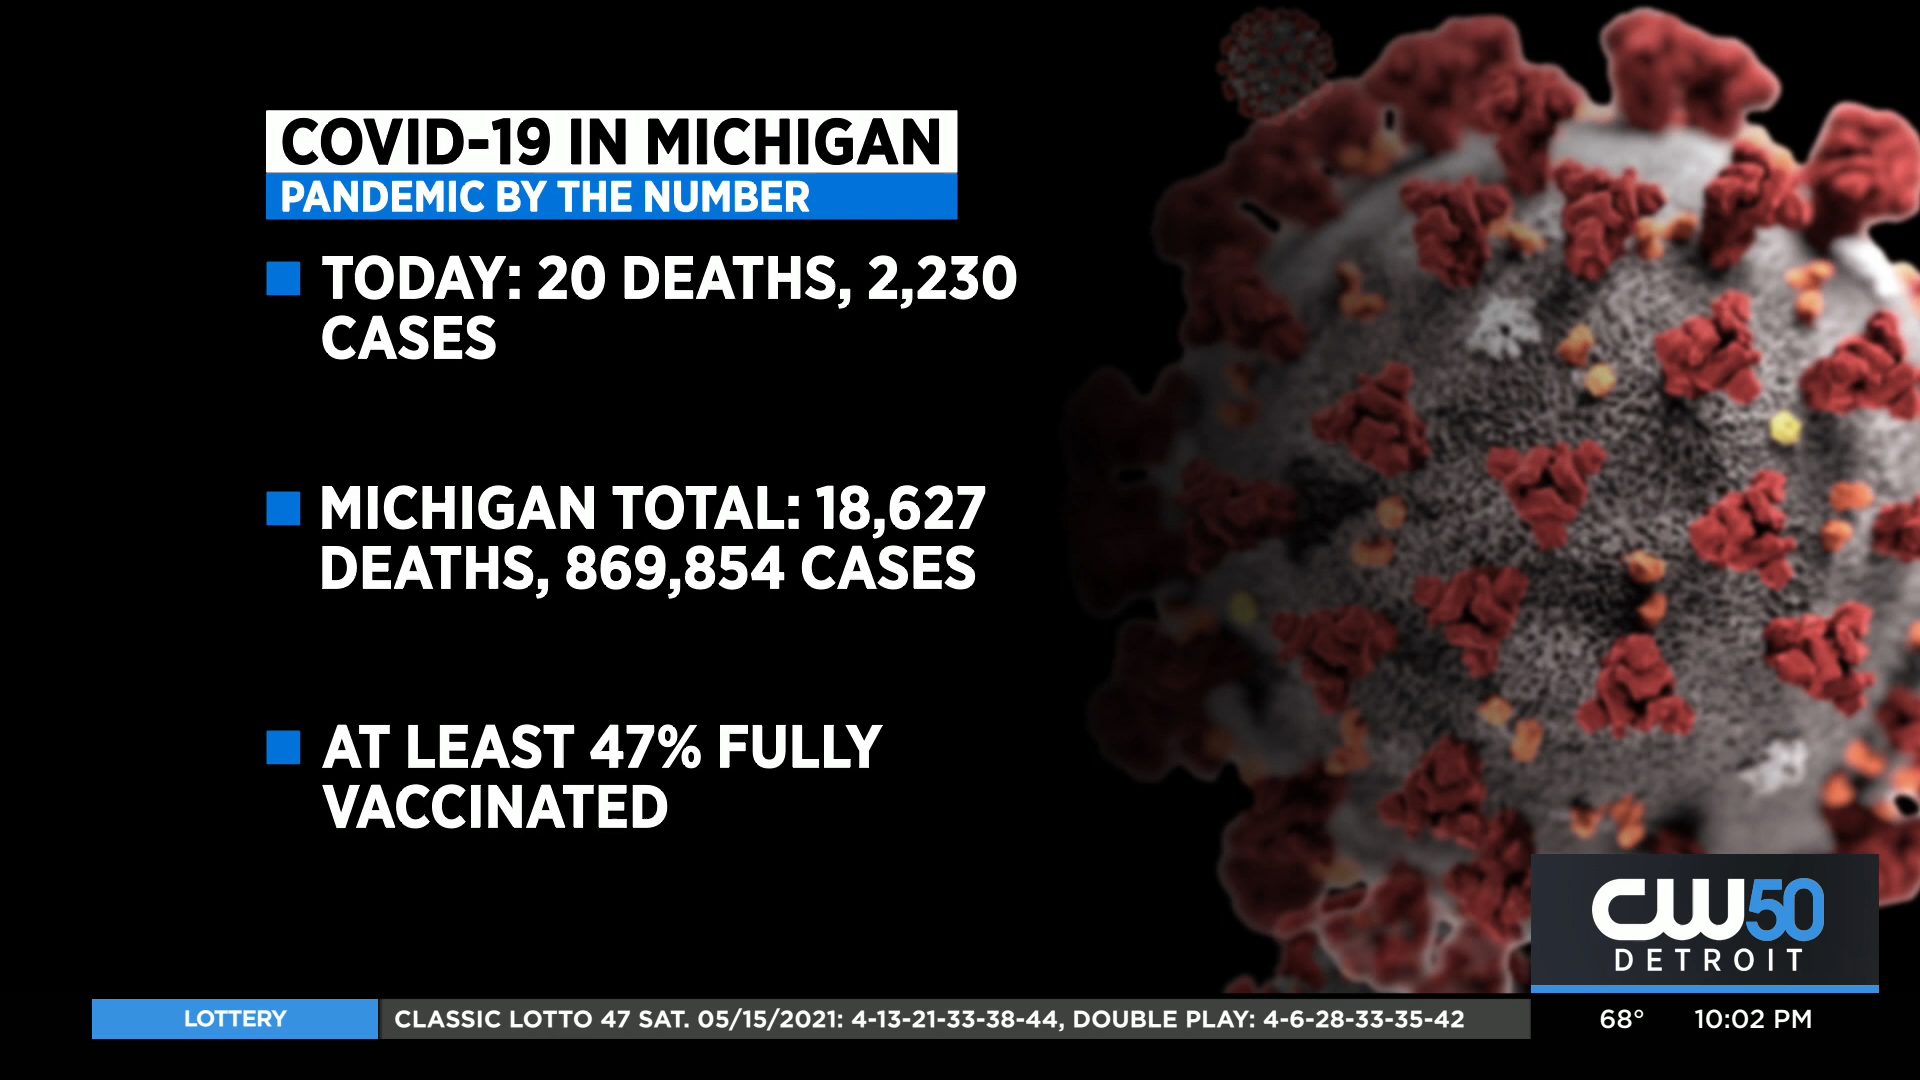 COVID-19 IN MICHIGAN
PANDEMIC BY THE NUMBER
TODAY: 20 DEATHS, 2,230
CASES
MICHIGAN TOTAL: 18,627
DEATHS, 869,854 CASES
AT LEAST 47% FULLY
VACCINATED
CW50
DETROIT
LOTTERY
CLASSIC LOTTO 47 SAT. 05/15/2021: 4-13-21-33-38-44, DOUBLE PLAY: 4-6-28-33-35-42
68° 10:02 PM